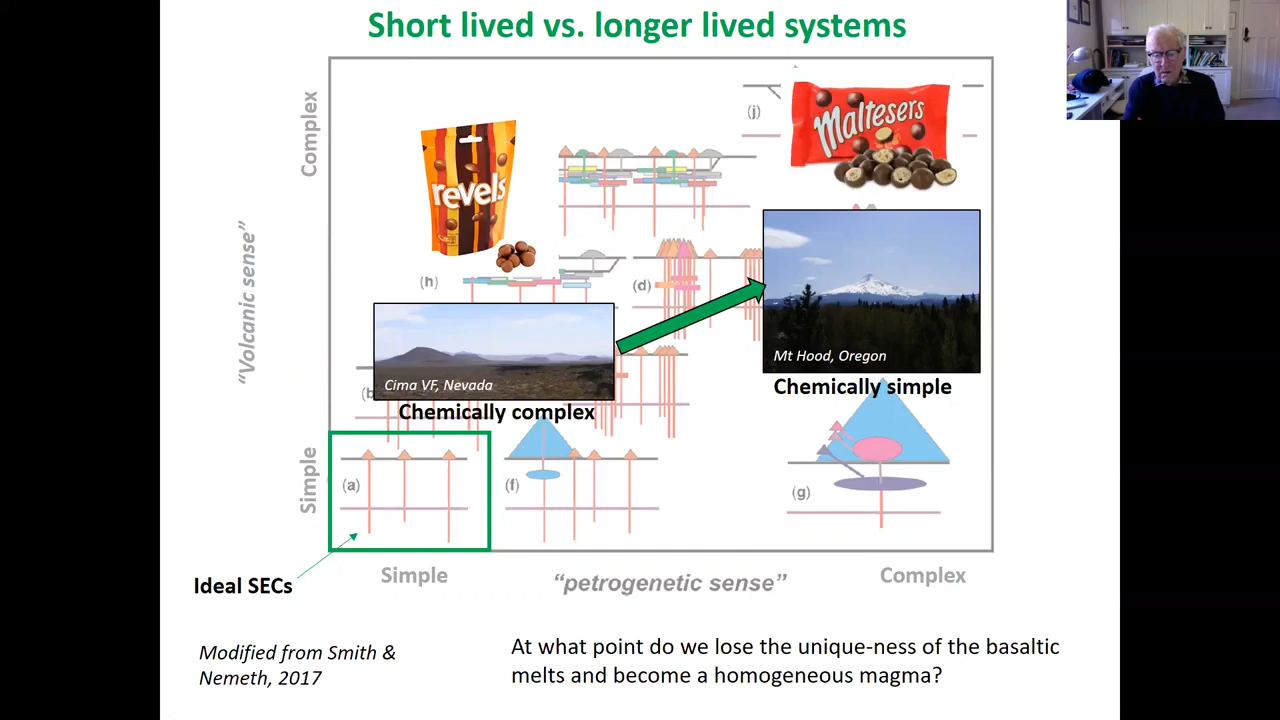 Short lived vs. longer lived systems
Complex
"Volcanic sense"
Simple
revels
Maltesers
(j)
(h)
(d)
Cima VF, Nevada
Chemically complex
Mt Hood, Oregon
Chemically simple
(b
(a)
(f)
(g)
Ideal SECs
Simple
"petrogenetic sense"
Complex
Modified from Smith &
Nemeth, 2017
At what point do we lose the unique-ness of the basaltic
melts and become a homogeneous magma?